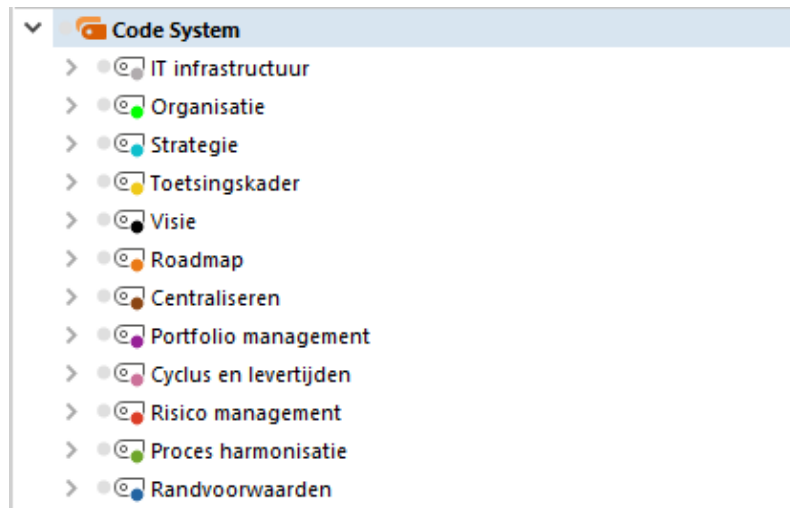 Code System
IT infrastructuur
Organisatie
Strategie
Toetsingskader
Visie
Roadmap
Centraliseren
Portfolio management
Cyclus en levertijden
Risico management
Proces harmonisatie
Randvoorwaarden